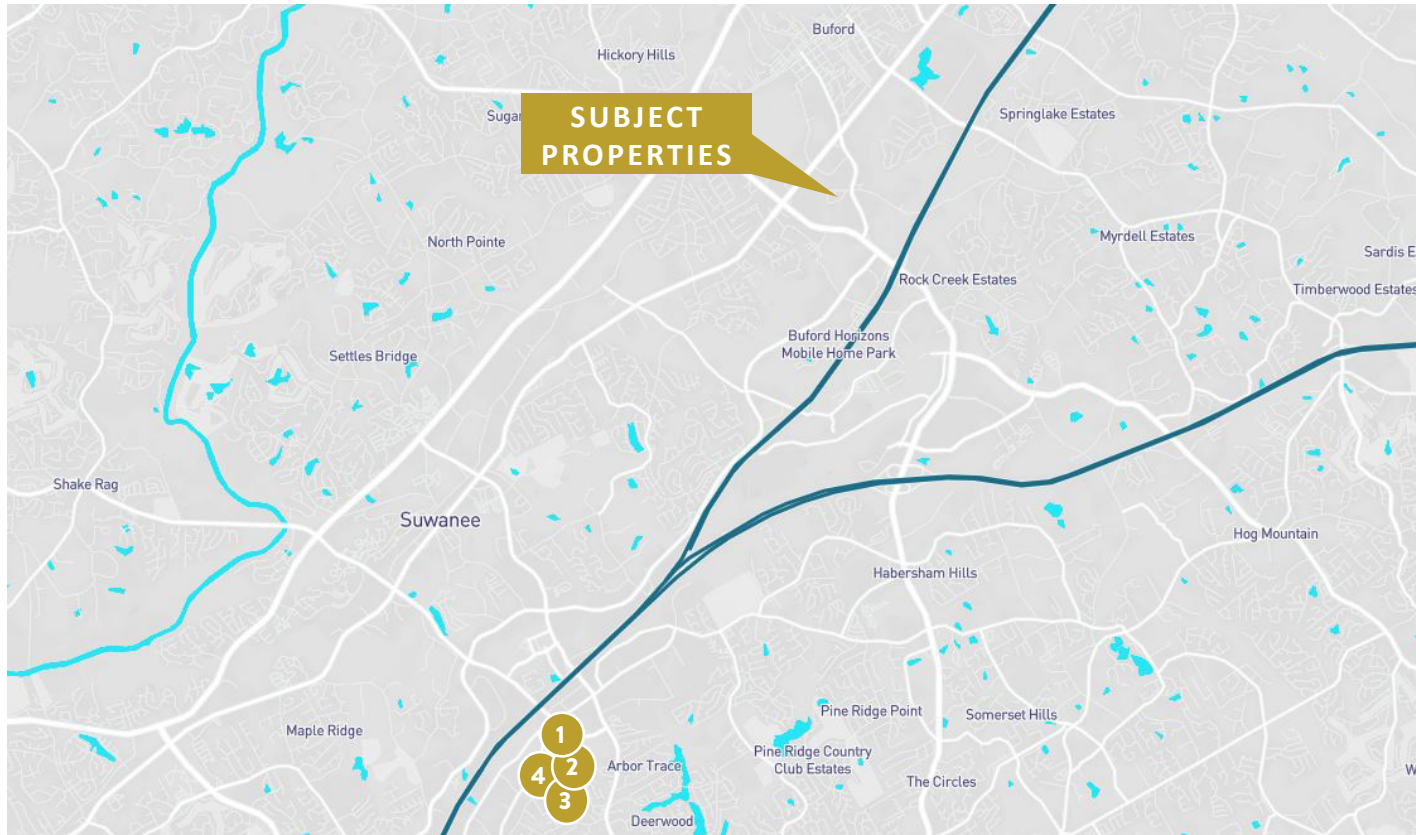 Buford
Hickory Hills
SUBJECT
PROPERTIES
Springlake Estates
North Pointe
Myrdell Estates
Sardis E
Rock Creek Estates
Timberwood Estates
Buford Horizons
Mobile Home Park
Settles Bridge
Shake Rag
Suwanee
Hog Mountain
Habersham Hills
Pine Ridge Point
Somerset Hills
Maple Ridge
1
Pine Ridge Country
Club Estates
Arbor Trace
2
4
The Circles
3
Deerwood